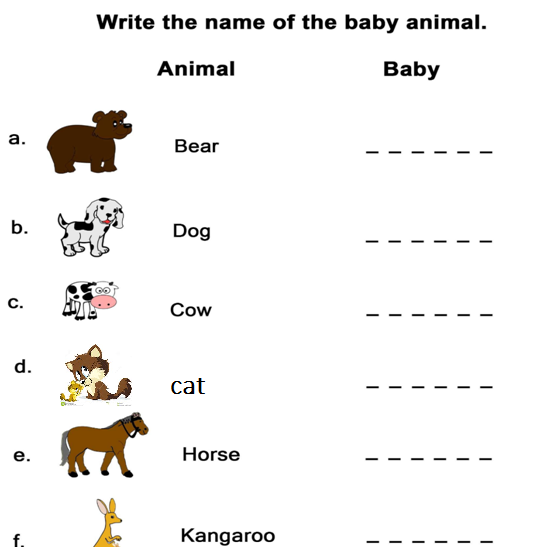 Write the name of the baby animal.
Animal Baby
a. Bear _ _ _ _ _ _
b. Dog _ _ _ _ _ _
c. Cow _ _ _ _ _ _
d. cat _ _ _ _ _ _
e. Horse _ _ _ _ _ _
f. Kangaroo _ _ _ _ _ _